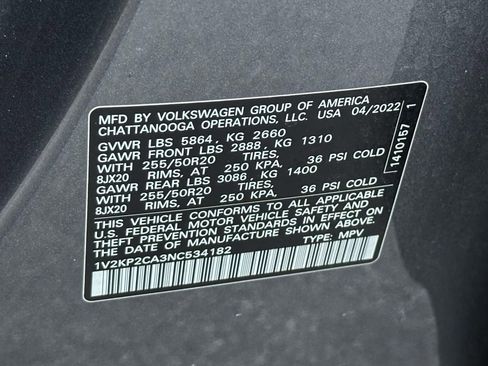 MFD BY VOLKSWAGEN GROUP OF AMERICA
CHATTANOOGA OPERATIONS, LLC. USA 04/2022
GVWR LBS 5864 , KG 2660
GAWR FRONT LBS 2888 , KG 1310
WITH 255/50R20 TIRES,
8JX20 RIMS, AT 250 KPA. 36 PSI COLD
GAWR REAR LBS 3086 , KG 1400
WITH 255/50R20 TIRES,
8JX20 RIMS, AT 250 KPA. 36 PSI COLD
THIS VEHICLE CONFORMS TO ALL APPLICABLE
U.S. FEDERAL MOTOR VEHICLE SAFETY AND
THEFT PREVENTION STANDARDS IN EFFECT ON
THE DATE OF MANUFACTURE SHOWN ABOVE.
1V2KP2CA3NC534182 TYPE: MPV
1410157 1